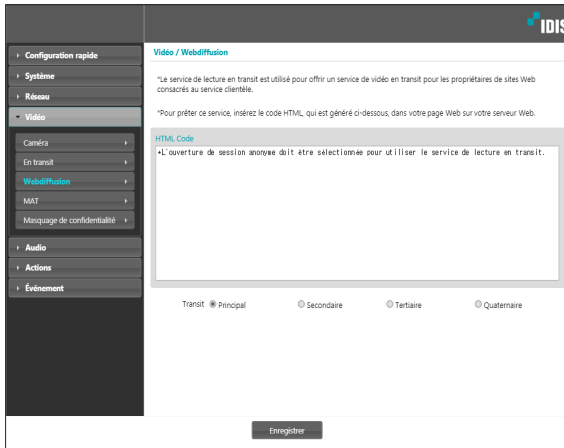 IDIS
Configuration rapide
Système
Réseau
Vidéo
Caméra
En transit
Webdiffusion
MAT
Masquage de confidentialité
Audio
Actions
Événement
Vidéo / Webdiffusion
*Le service de lecture en transit est utilisé pour offrir un service de vidéo en transit pour les propriétaires de sites Web
consacrés au service clientèle.
*Pour prêter ce service, insérez le code HTML, qui est généré ci-dessous, dans votre page Web sur votre serveur Web.
HTML Code
*L'ouverture de session anonyme doit être sélectionnée pour utiliser le service de lecture en transit.
Transit Principal Secondaire Tertiaire Quaternaire
Enregistrer